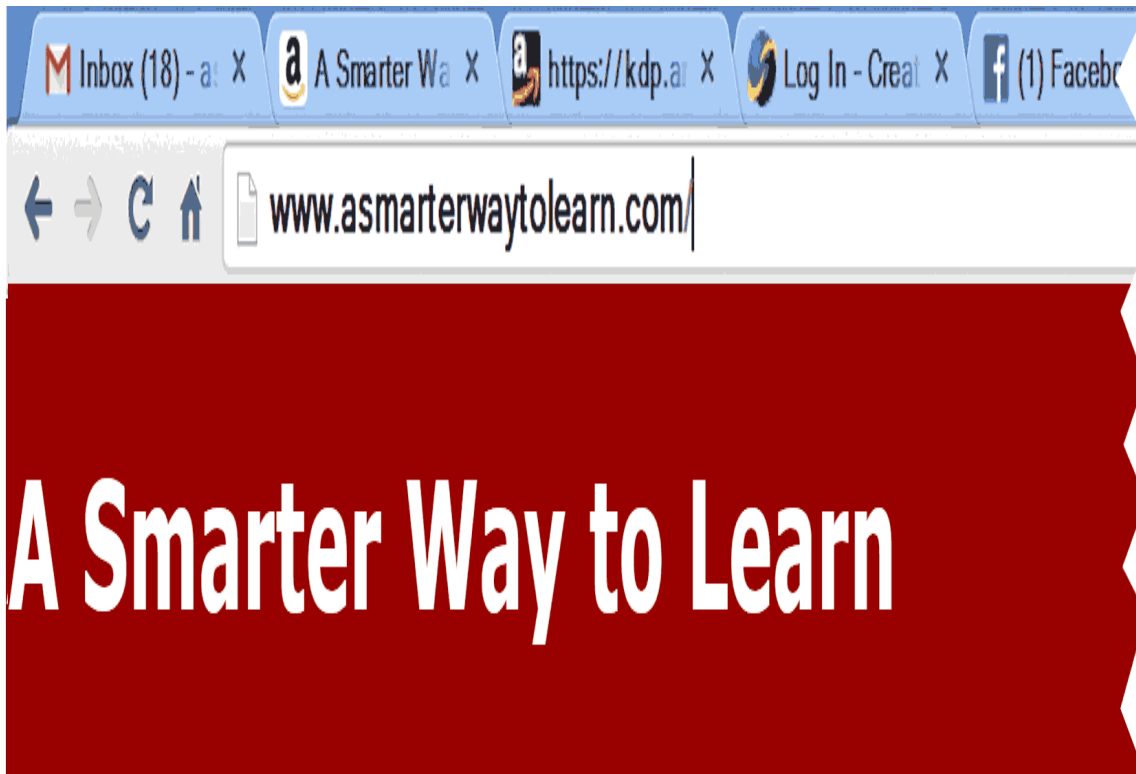 Inbox (18) - a
A Smarter Wa
https://kdp.a
Log In - Creat
(1) Facebo
www.asmarterwaytolearn.com/
A Smarter Way to Learn